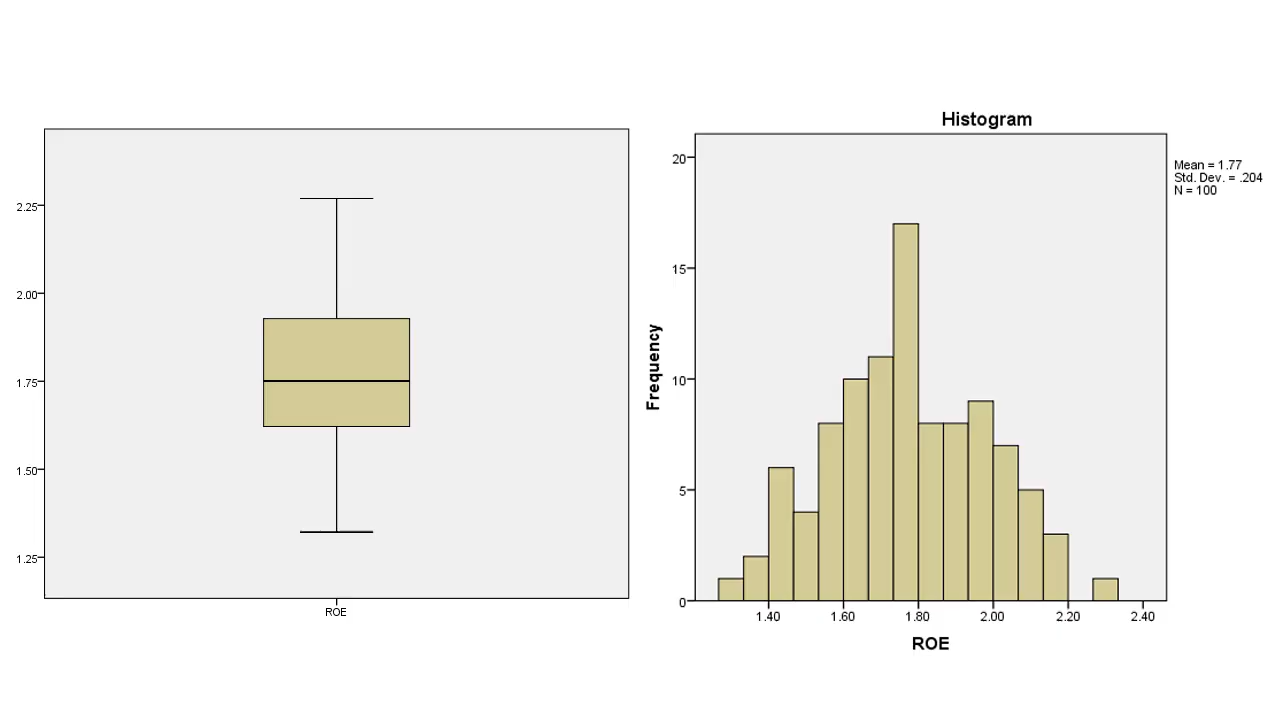 2.25
2.00
1.75
1.50
1.25
ROE
Histogram
Frequency
20
15
10
5
0
1.40 1.60 1.80 2.00 2.20 2.40
ROE
Mean = 1.77
Std. Dev. = .204
N = 100